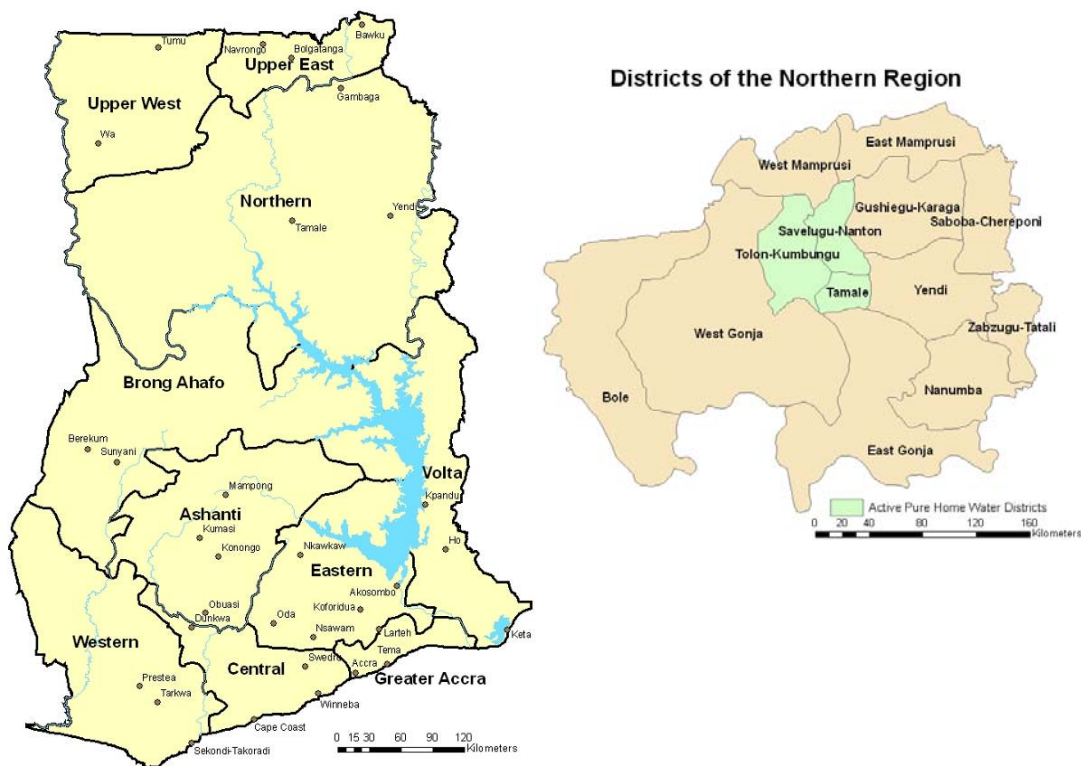 Bawku
Tumu
Navrongo
Bolgatanga
Upper East
Gambaga
Upper West
Wa
Northern
Yendi
Tamale
Brong Ahafo
Berekum
Sunyani
Volta
Mampong
Kpandu
Ashanti
Kumasi
Konongo
Nkawkaw
Ho
Eastern
Akosombo
Obuasi
Koforidua
Dunkwa
Oda
Nsawam
Larteh
Keta
Western
Central
Swedru
Tema
Accra
Greater Accra
Prestea
Tarkwa
Winneba
Cape Coast
Sekondi-Takoradi
0 15 30 60 90 120
Kilometers
Districts of the Northern Region
East Mamprusi
West Mamprusi
Gushiegu-Karaga
Saboba-Chereponi
Savelugu-Nanton
Tolon-Kumbungu
Tamale
Yendi
Zabzugu-Tatali
West Gonja
Nanumba
Bole
East Gonja
Active Pure Home Water Districts
0 20 40 80 120 160
Kilometers